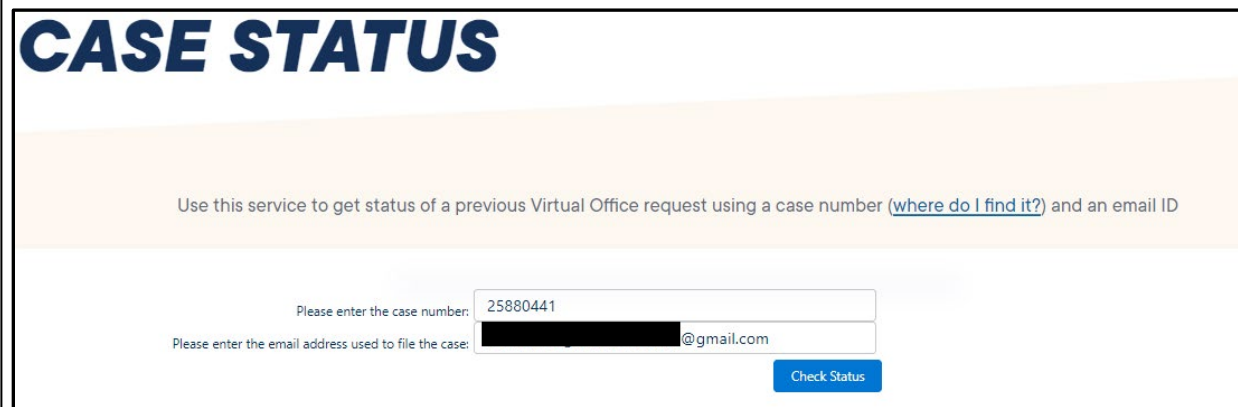 CASE STATUS
Use this service to get status of a previous Virtual Office request using a case number (where do I find it?) and an email ID
Please enter the case number: 25880441
Please enter the email address used to file the case: @gmail.com
Check Status